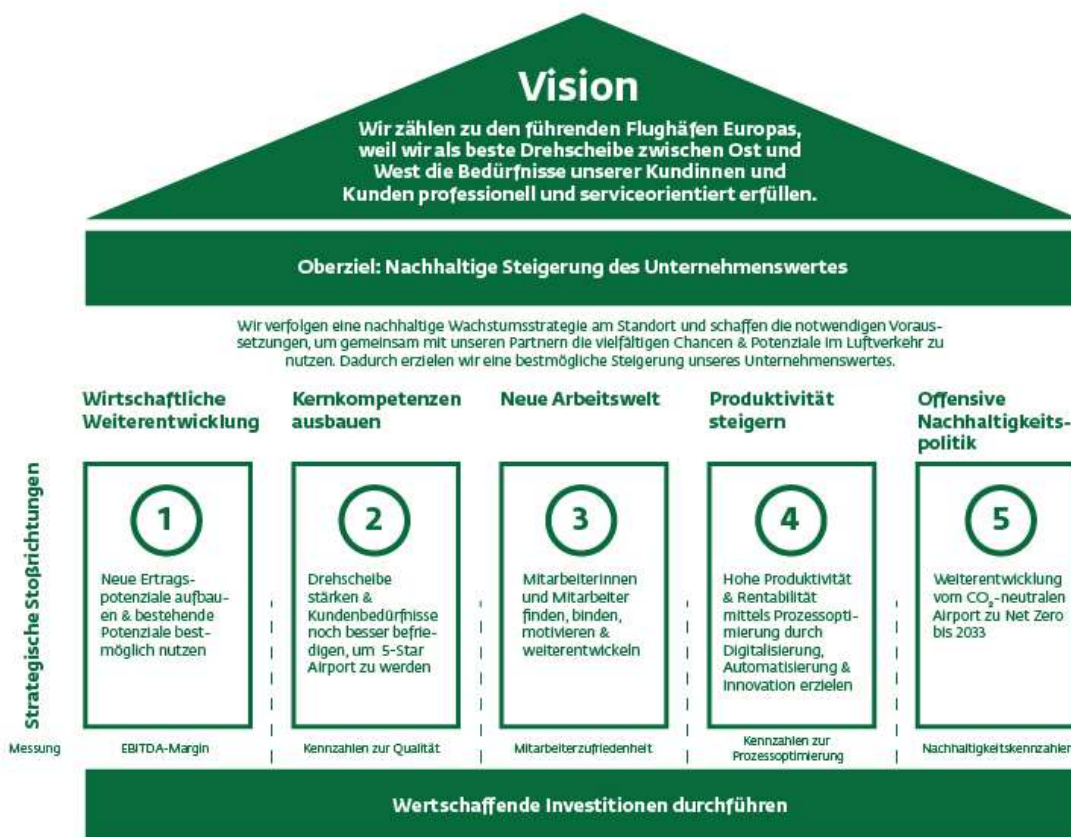 Vision
Wir zählen zu den führenden Flughäfen Europas,
weil wir als beste Drehscheibe zwischen Ost und
West die Bedürfnisse unserer Kundinnen und
Kunden professionell und serviceorientiert erfüllen.
Oberziel: Nachhaltige Steigerung des Unternehmenswertes
Wir verfolgen eine nachhaltige Wachstumsstrategie am Standort und schaffen die notwendigen Voraus-
setzungen, um gemeinsam mit unseren Partnern die vielfältigen Chancen & Potenziale im Luftverkehr zu
nutzen. Dadurch erzielen wir eine bestmögliche Steigerung unseres Unternehmenswertes.
Strategische Stoßrichtungen
Wirtschaftliche
Weiterentwicklung
1
Neue Ertrags-
potenziale aufbau-
en & bestehende
Potenziale best-
möglich nutzen
Kernkompetenzen
ausbauen
2
Drehscheibe
stärken &
Kundenbedürfnisse
noch besser befrie-
digen, um 5-Star
Airport zu werden
Neue Arbeitswelt
3
Mitarbeiterinnen
und Mitarbeiter
finden, binden,
motivieren &
weiterentwickeln
Produktivität
steigern
4
Hohe Produktivität
& Rentabilität
mittels Prozessopti-
mierung durch
Digitalisierung,
Automatisierung &
Innovation erzielen
Offensive
Nachhaltigkeits-
politik
5
Weiterentwicklung
vom CO₂-neutralen
Airport zu Net Zero
bis 2033
Messung
EBITDA-Margin
Kennzahlen zur Qualität
Mitarbeiterzufriedenheit
Kennzahlen zur
Prozessoptimierung
Nachhaltigkeitskennzahlen
Wertschaffende Investitionen durchführen